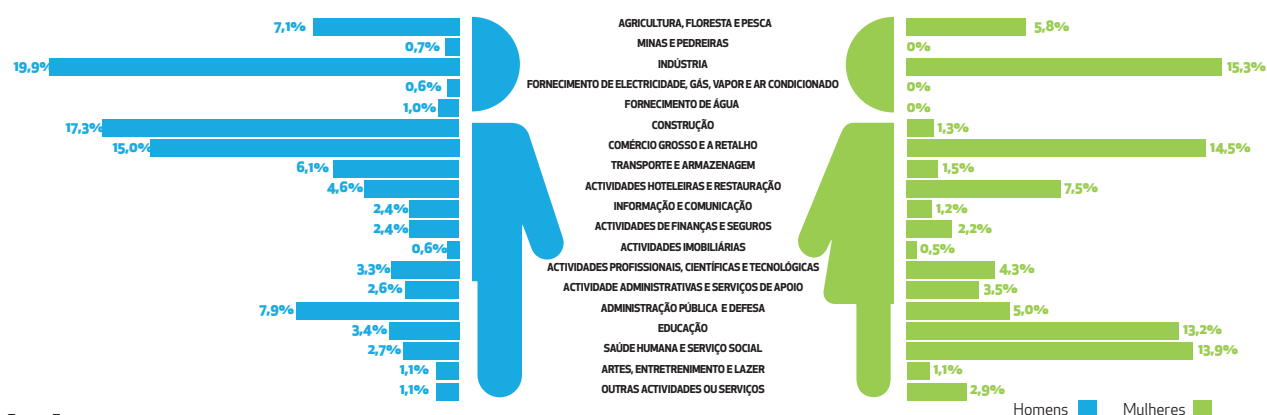 7,1% AGRICULTURA, FLORESTA E PESCA 5,8%
0,7% MINAS E PEDREIRAS 0%
19,9% INDÚSTRIA 15,3%
0,6% FORNECIMENTO DE ELECTRICIDADE, GÁS, VAPOR E AR CONDICIONADO 0%
1,0% FORNECIMENTO DE ÁGUA 0%
17,3% CONSTRUÇÃO 1,3%
15,0% COMÉRCIO GROSSO E A RETALHO 14,5%
6,1% TRANSPORTE E ARMAZENAGEM 1,5%
4,6% ACTIVIDADES HOTELEIRAS E RESTAURAÇÃO 7,5%
2,4% INFORMAÇÃO E COMUNICAÇÃO 1,2%
2,4% ACTIVIDADES DE FINANÇAS E SEGUROS 2,2%
0,6% ACTIVIDADES IMOBILIÁRIAS 0,5%
3,3% ACTIVIDADES PROFISSIONAIS, CIENTÍFICAS E TECNOLÓGICAS 4,3%
2,6% ACTIVIDADE ADMINISTRATIVAS E SERVIÇOS DE APOIO 3,5%
7,9% ADMINISTRAÇÃO PÚBLICA E DEFESA 5,0%
3,4% EDUCAÇÃO 13,2%
2,7% SAÚDE HUMANA E SERVIÇO SOCIAL 13,9%
1,1% ARTES, ENTRETRENIMENTO E LAZER 1,1%
1,1% OUTRAS ACTIVIDADES OU SERVIÇOS 2,9%
Homens Mulheres